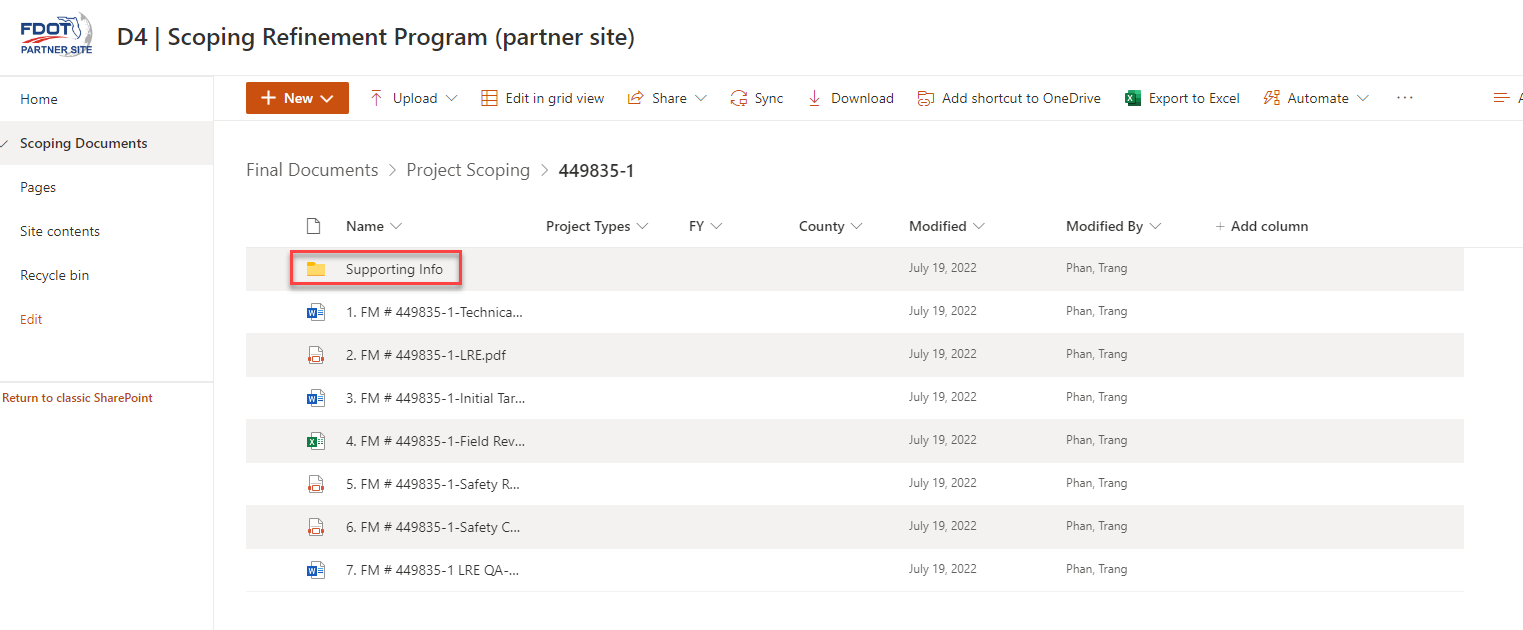 FDOT
PARTNER SITE
D4 | Scoping Refinement Program (partner site)
Home
Scoping Documents
Pages
Site contents
Recycle bin
Edit
Return to classic SharePoint
New Upload Edit in grid view Share Sync Download Add shortcut to OneDrive Export to Excel Automate ...
Final Documents > Project Scoping > 449835-1
Name Project Types FY County Modified Modified By + Add column
Supporting Info July 19, 2022 Phan, Trang
1. FM # 449835-1-Technica... July 19, 2022 Phan, Trang
2. FM # 449835-1-LRE.pdf July 19, 2022 Phan, Trang
3. FM # 449835-1-Initial Tar... July 19, 2022 Phan, Trang
4. FM # 449835-1-Field Rev... July 19, 2022 Phan, Trang
5. FM # 449835-1-Safety R... July 19, 2022 Phan, Trang
6. FM # 449835-1-Safety C... July 19, 2022 Phan, Trang
7. FM # 449835-1 LRE QA-... July 19, 2022 Phan, Trang